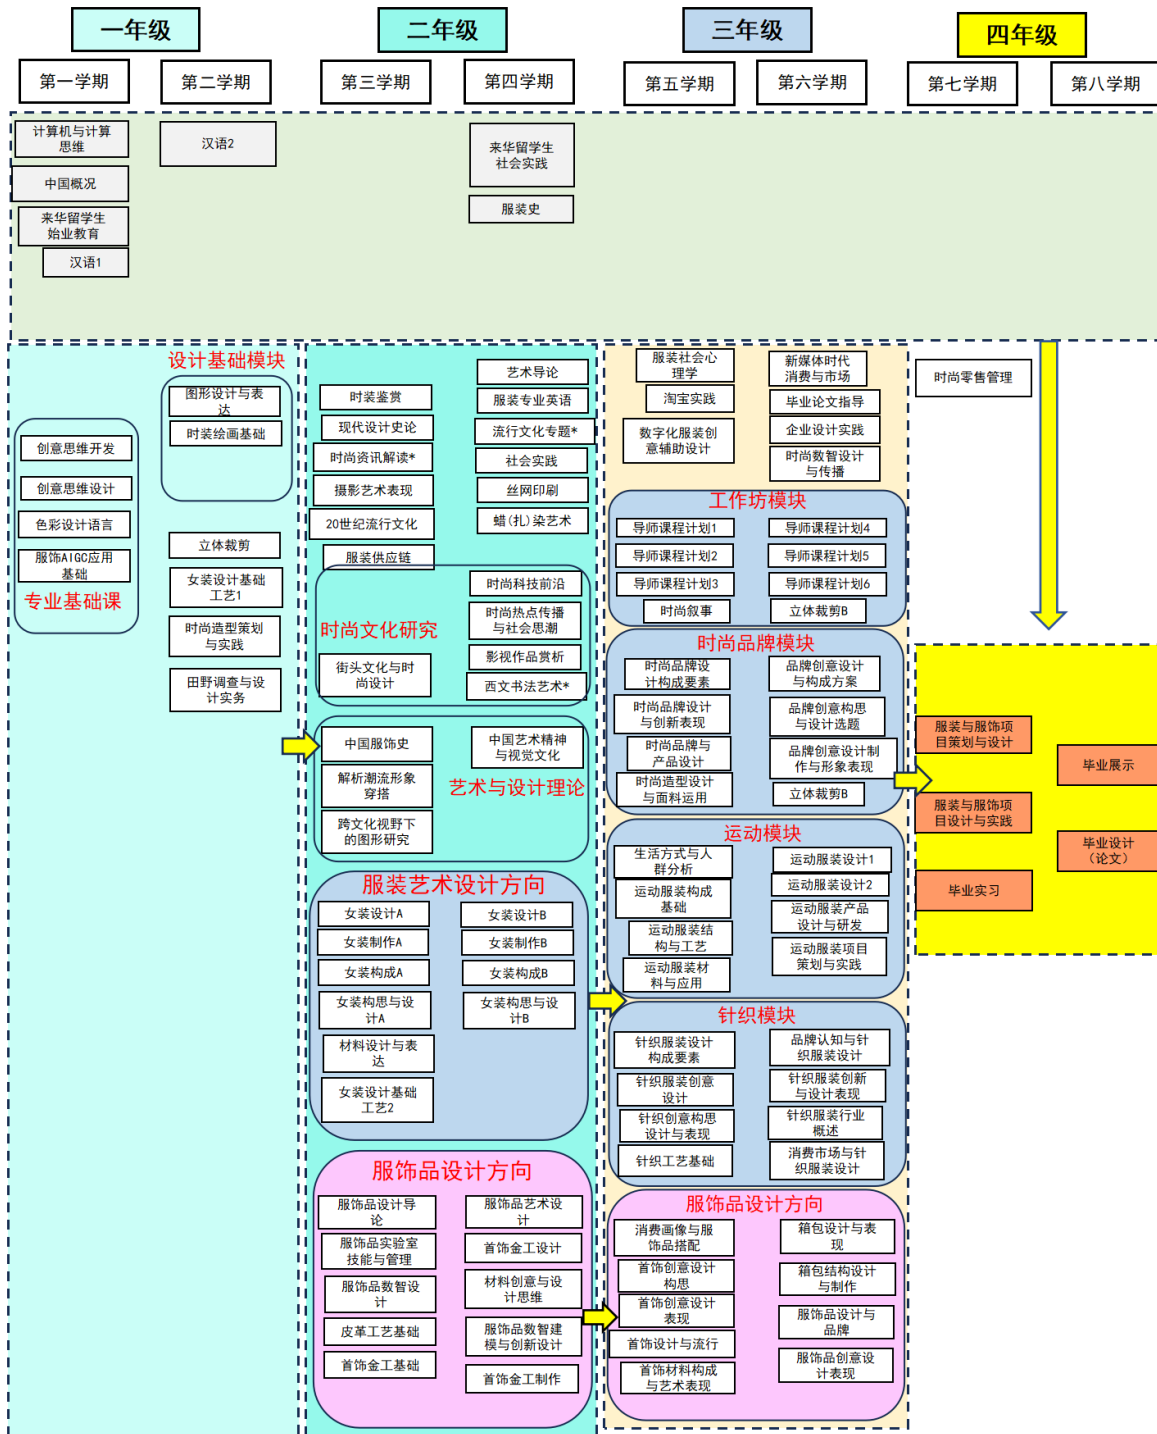 一年级
二年级
三年级
四年级
第一学期
第二学期
第三学期
第四学期
第五学期
第六学期
第七学期
第八学期
计算机与计算
思维
中国概况
来华留学生
始业教育
汉语1
汉语2
来华留学生
社会实践
服装史
创意思维开发
创意思维设计
色彩设计语言
服饰AIGC应用
基础
专业基础课
设计基础模块
图形设计与表
达
时装绘画基础
立体裁剪
女装设计基础
工艺1
时尚造型策划
与实践
田野调查与设
计实务
时装鉴赏
现代设计史论
时尚资讯解读*
摄影艺术表现
20世纪流行文化
服装供应链
艺术导论
服装专业英语
流行文化专题*
社会实践
丝网印刷
蜡(扎)染艺术
时尚文化研究
街头文化与时
尚设计
时尚科技前沿
时尚热点传播
与社会思潮
影视作品赏析
西文书法艺术*
中国服饰史
解析潮流形象
穿搭
跨文化视野下
的图形研究
中国艺术精神
与视觉文化
艺术与设计理论
服装艺术设计方向
女装设计A
女装制作A
女装构成A
女装构思与设
计A
材料设计与表
达
女装设计基础
工艺2
女装设计B
女装制作B
女装构成B
女装构思与设
计B
服饰品设计方向
服饰品设计导
论
服饰品实验室
技能与管理
服饰品数智设
计
皮革工艺基础
首饰金工基础
服饰品艺术设
计
首饰金工设计
材料创意与设
计思维
服饰品数智建
模与创新设计
首饰金工制作
服装社会心
理学
淘宝实践
数字化服装创
意辅助设计
新媒体时代
消费与市场
毕业论文指导
企业设计实践
时尚数智设计
与传播
工作坊模块
导师课程计划1
导师课程计划2
导师课程计划3
时尚叙事
导师课程计划4
导师课程计划5
导师课程计划6
立体裁剪B
时尚品牌模块
时尚品牌设
计构成要素
时尚品牌设计
与创新表现
时尚品牌与
产品设计
时尚造型设计
与面料运用
品牌创意设计
与构成方案
品牌创意构思
与设计选题
品牌创意设计制
作与形象表现
立体裁剪B
运动模块
生活方式与人
群分析
运动服装构成
基础
运动服装结
构与工艺
运动服装材
料与应用
运动服装设计1
运动服装设计2
运动服装产品
设计与研发
运动服装项目
策划与实践
针织模块
针织服装设计
构成要素
针织服装创意
设计
针织创意构思
设计与表现
针织工艺基础
品牌认知与针
织服装设计
针织服装创新
与设计表现
针织服装行业
概述
消费市场与针
织服装设计
服饰品设计方向
消费画像与服
饰品搭配
首饰创意设计
构思
首饰创意设计
表现
首饰设计与流行
首饰材料构成
与艺术表现
箱包设计与表
现
箱包结构设计
与制作
服饰品设计与
品牌
服饰品创意设
计表现
时尚零售管理
服装与服饰项
目策划与设计
服装与服饰项
目设计与实践
毕业实习
毕业展示
毕业设计
(论文)